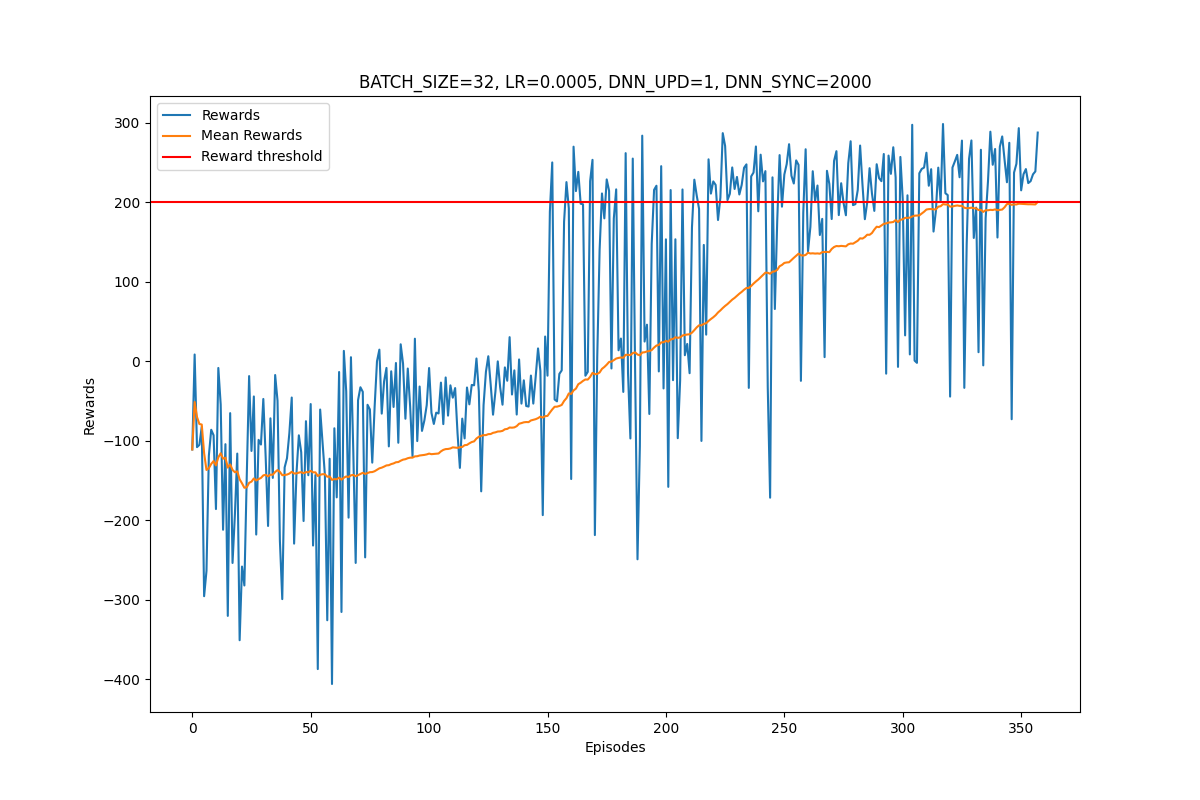 BATCH_SIZE=32, LR=0.0005, DNN_UPD=1, DNN_SYNC=2000
Rewards
Mean Rewards
Reward threshold
300
200
100
0
−100
−200
−300
−400
Rewards
0 50 100 150 200 250 300 350
Episodes